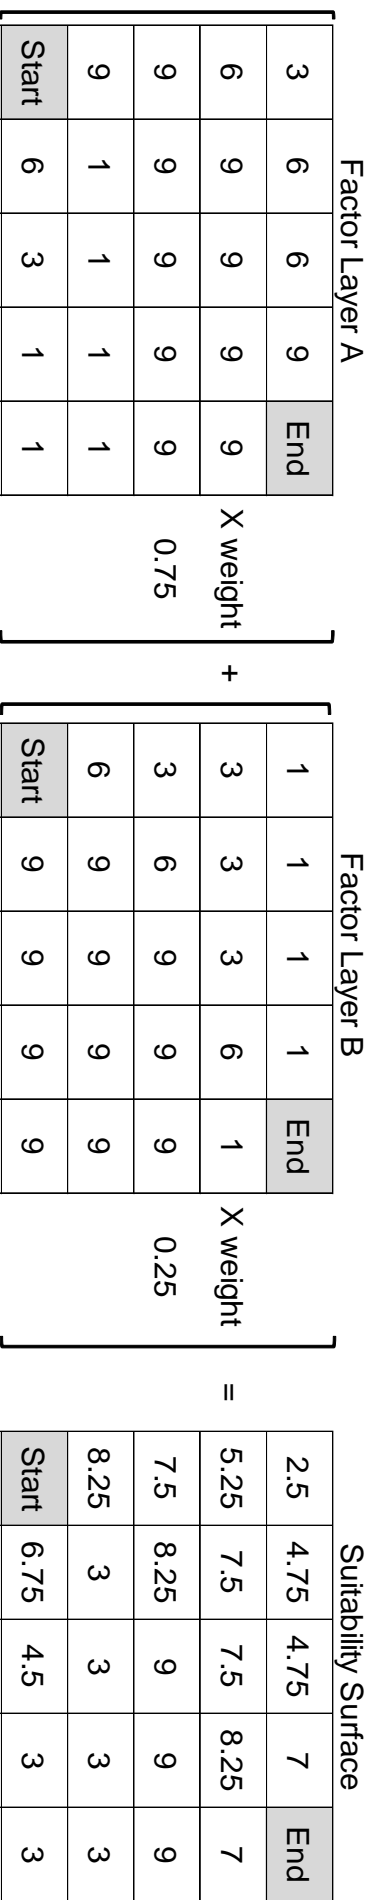 Factor Layer A
3 6 6 9 End
6 9 9 9 9
9 9 9 9 9
9 1 1 1 1
Start 6 3 1 1
X weight
0.75
+
Factor Layer B
1 1 1 1 End
3 3 3 6 1
3 6 9 9 9
6 9 9 9 9
Start 9 9 9 9
X weight
0.25
=
Suitability Surface
2.5 4.75 4.75 7 End
5.25 7.5 7.5 8.25 7
7.5 8.25 9 9 9
8.25 3 3 3 3
Start 6.75 4.5 3 3